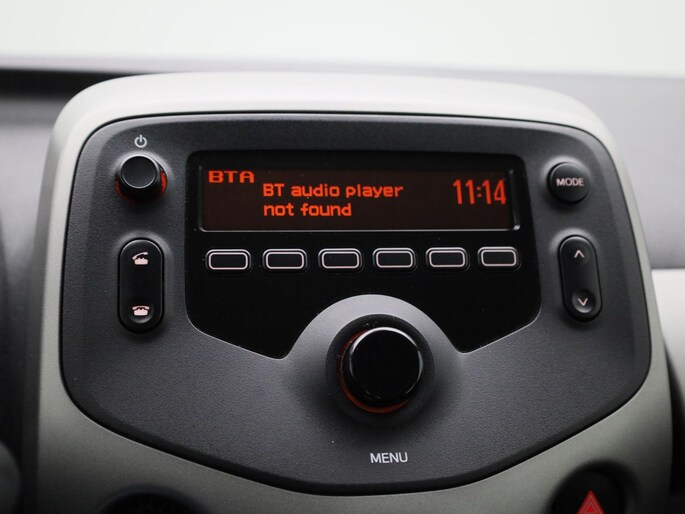 BTA
BT audio player
not found
11:14
MODE
MENU